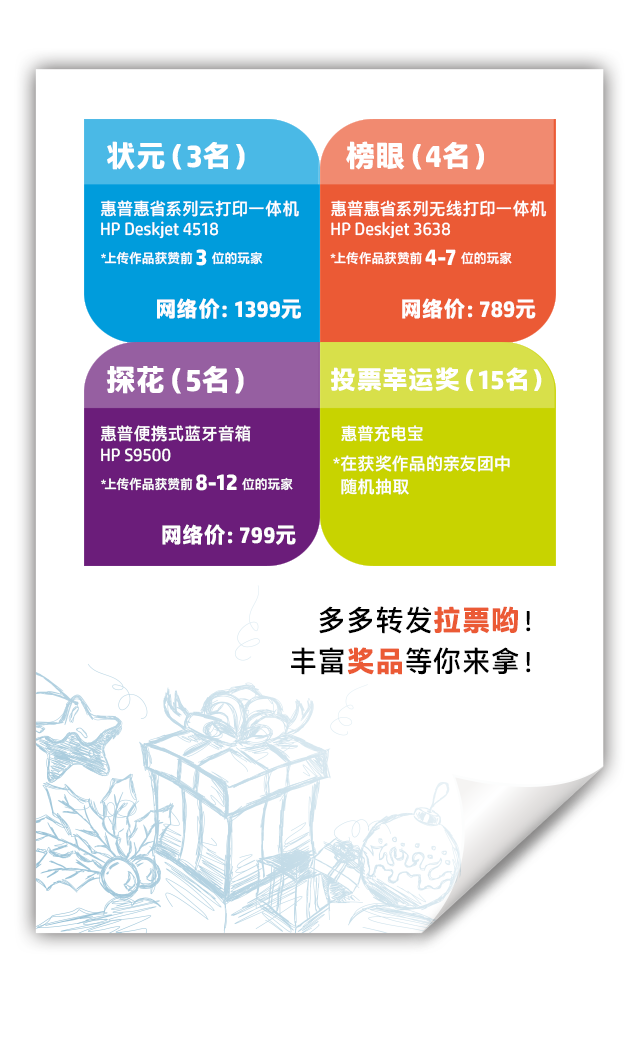 状元(3名)
惠普惠省系列云打印一体机
HP Deskjet 4518
*上传作品获赞前 3 位的玩家
网络价: 1399元
榜眼(4名)
惠普惠省系列无线打印一体机
HP Deskjet 3638
*上传作品获赞前 4-7 位的玩家
网络价: 789元
探花(5名)
惠普便携式蓝牙音箱
HP S9500
*上传作品获赞前 8-12 位的玩家
网络价: 799元
投票幸运奖(15名)
惠普充电宝
*在获奖作品的亲友团中
随机抽取
多多转发拉票哟!
丰富奖品等你来拿!